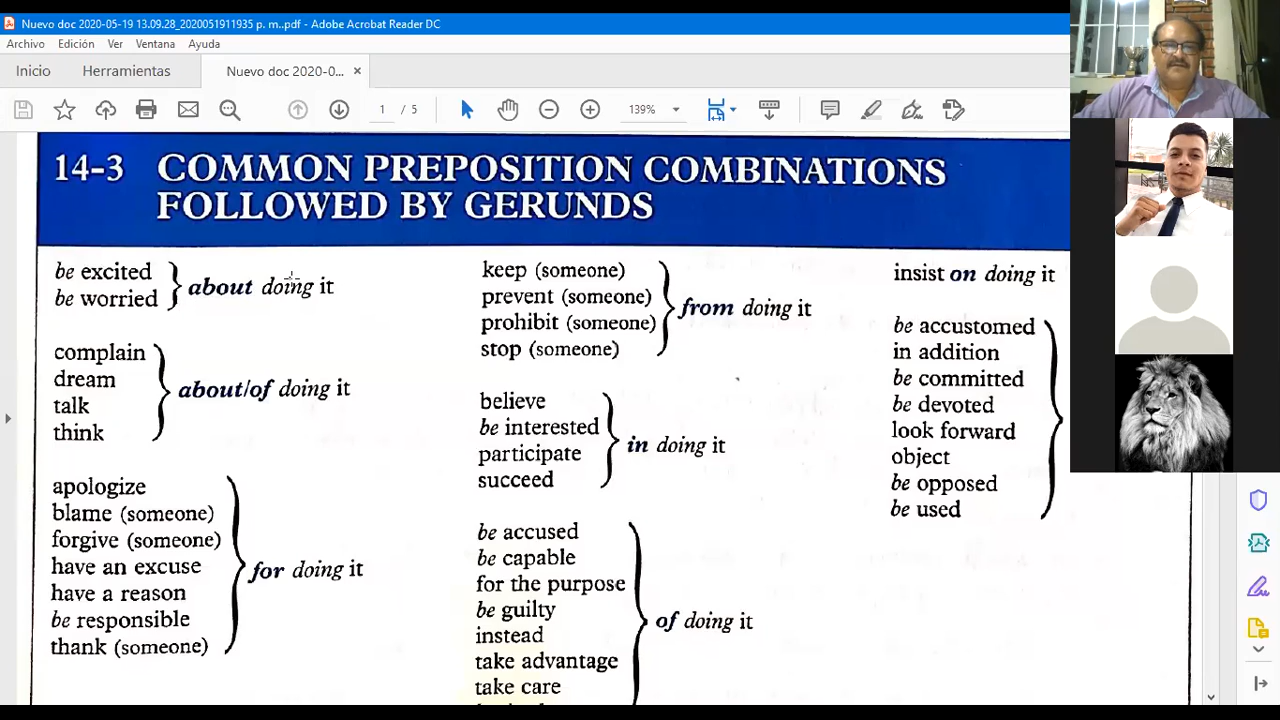 Nuevo doc 2020-05-19 13.09.28_2020051911935 p. m..pdf - Adobe Acrobat Reader DC
Archivo Edición Ver Ventana Ayuda
Inicio Herramientas Nuevo doc 2020-0... ×
1 / 5 139%
14-3 COMMON PREPOSITION COMBINATIONS
FOLLOWED BY GERUNDS
be excited
be worried
about doing it
complain
dream
talk
think
about/of doing it
apologize
blame (someone)
forgive (someone)
have an excuse
have a reason
be responsible
thank (someone)
for doing it
keep (someone)
prevent (someone)
prohibit (someone)
stop (someone)
from doing it
believe
be interested
participate
succeed
in doing it
be accused
be capable
for the purpose
be guilty
instead
take advantage
take care
of doing it
insist on doing it
be accustomed
in addition
be committed
be devoted
look forward
object
be opposed
be used